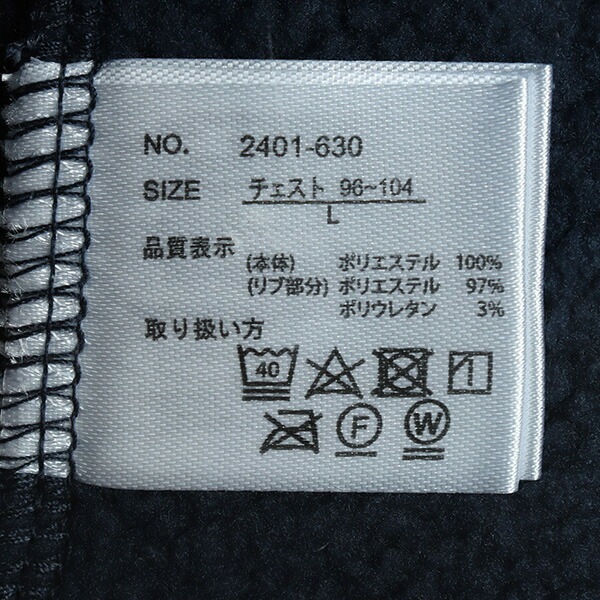 NO. 2401-630
SIZE チェスト 96~104
L
品質表示
(本体) ポリエステル 100%
(リブ部分) ポリエステル 97%
ポリウレタン 3%
取り扱い方
40
F W